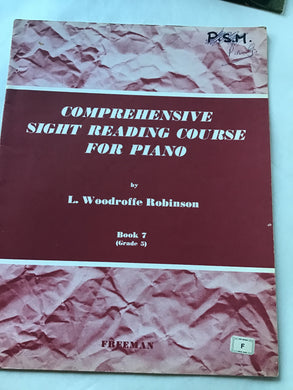 P.S.M.
COMPREHENSIVE
SIGHT READING COURSE
FOR PIANO
by
L. Woodroffe Robinson
Book 7
(Grade 5)
FREEMAN
F